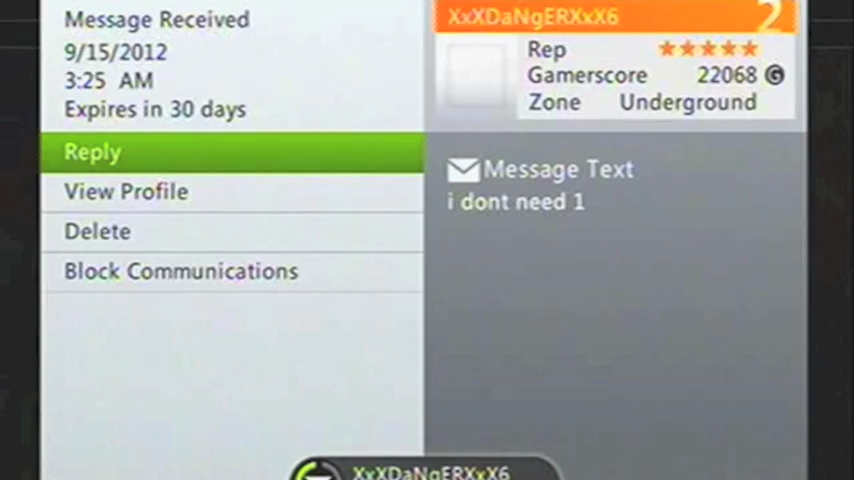 Message Received
9/15/2012
3:25 AM
Expires in 30 days
Reply
View Profile
Delete
Block Communications
XxXDaNgERXxX6
2
Rep
Gamerscore 22068 G
Zone Underground
Message Text
i dont need 1
XxXDaNgERXxX6